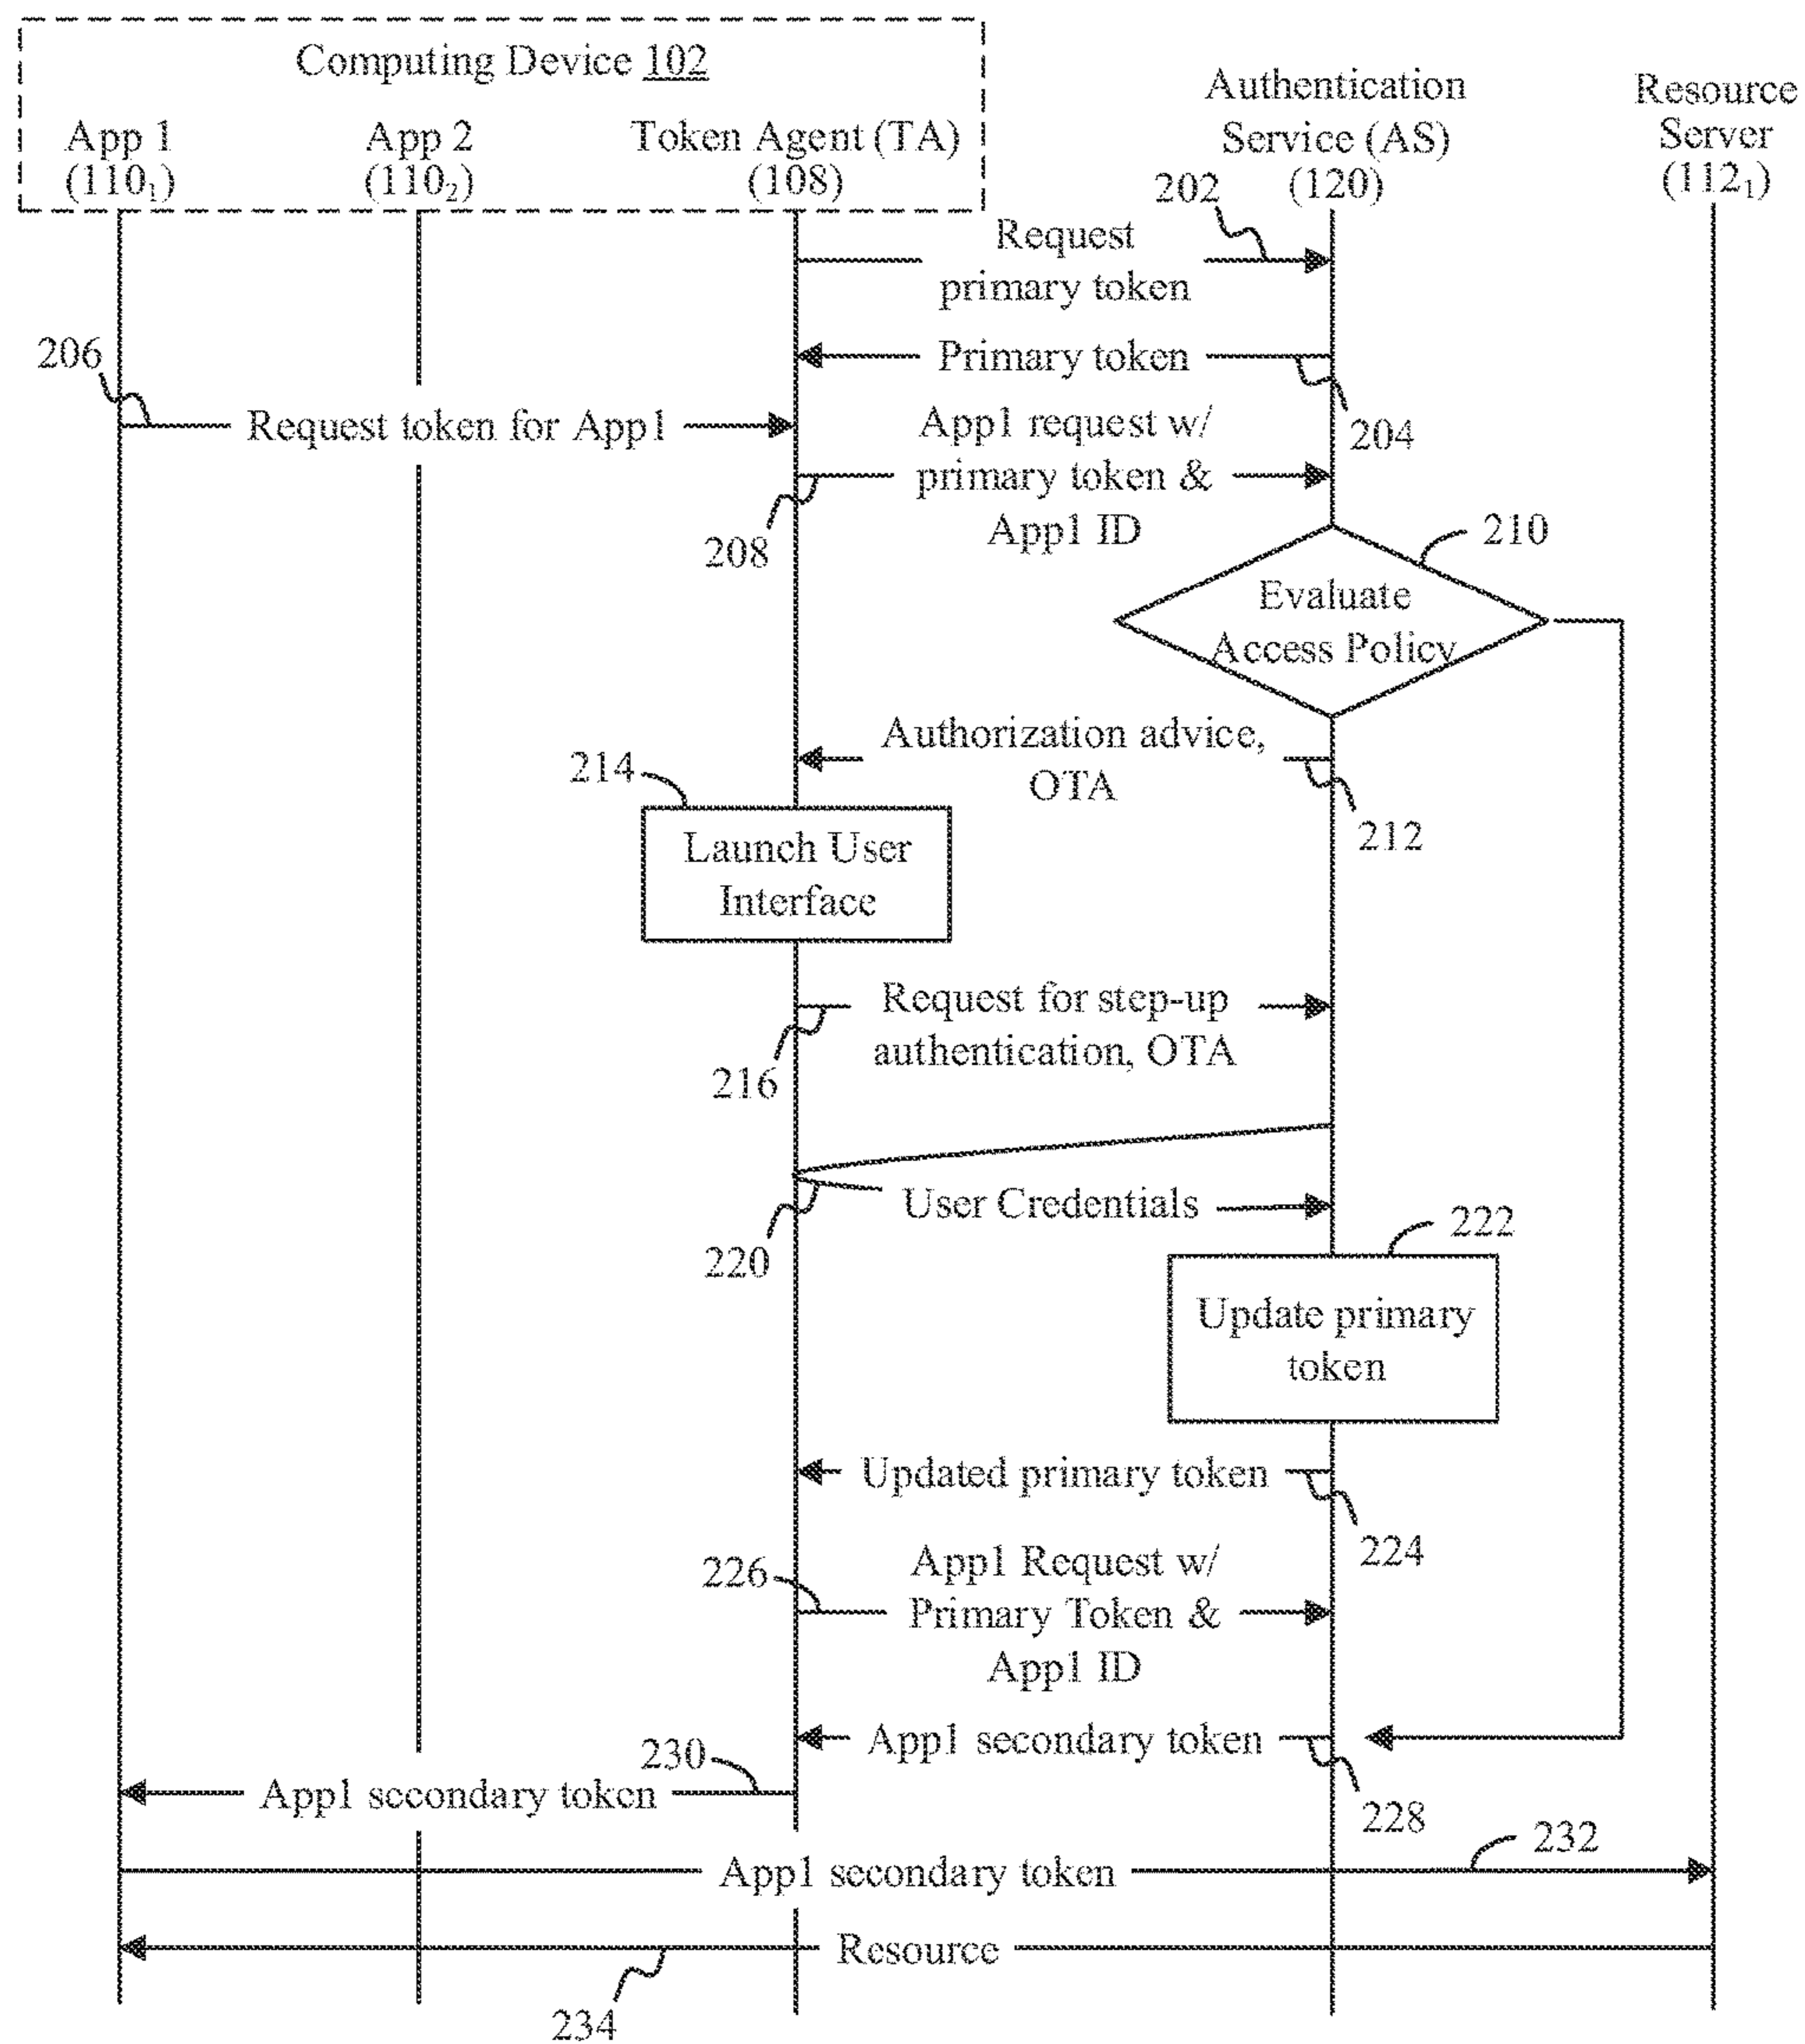 Computing Device 102
App 1
(110₁)
App 2
(110₂)
Token Agent (TA)
(108)
Authentication
Service (AS)
(120)
Resource
Server
(112₁)
202
Request
primary token
206
Primary token
204
Request token for App1
App1 request w/
primary token &
App1 ID
208
210
Evaluate
Access Policy
Authorization advice,
OTA
212
214
Launch User
Interface
Request for step-up
authentication, OTA
216
User Credentials
220
222
Update primary
token
Updated primary token
224
226
App1 Request w/
Primary Token &
App1 ID
App1 secondary token
228
230
App1 secondary token
232
App1 secondary token
Resource
234